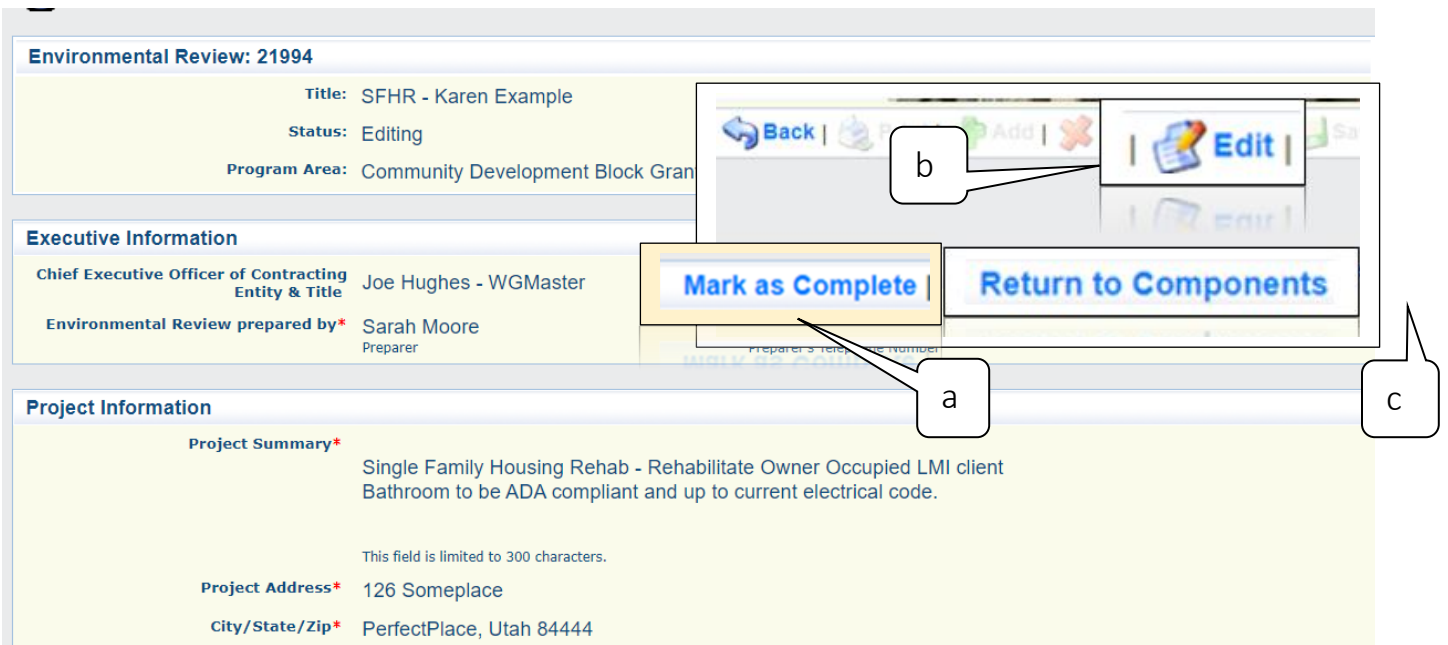 Environmental Review: 21994
Title: SFHR - Karen Example
Status: Editing
Program Area: Community Development Block Gran
Back | Add |
| Edit |
Sa
b
Executive Information
Chief Executive Officer of Contracting
Entity & Title
Joe Hughes - WGMaster
Mark as Complete |
Return to Components
Environmental Review prepared by*
Sarah Moore
Preparer
Preparer's Telephone Number
a
c
Project Information
Project Summary*
Single Family Housing Rehab - Rehabilitate Owner Occupied LMI client
Bathroom to be ADA compliant and up to current electrical code.
This field is limited to 300 characters.
Project Address* 126 Someplace
City/State/Zip* PerfectPlace, Utah 84444